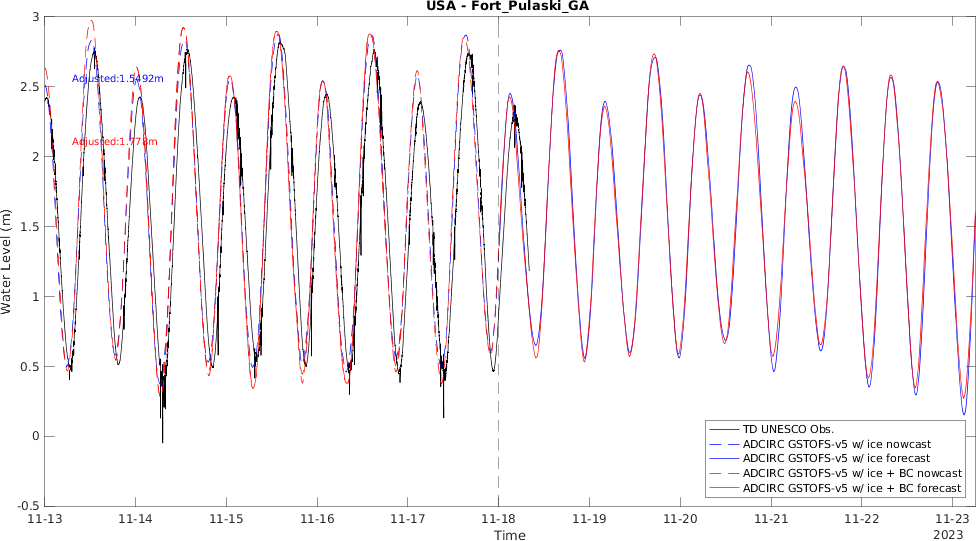 USA - Fort_Pulaski_GA
3
2.5
2
1.5
1
0.5
0
-0.5
Water Level (m)
Adjusted:1.5492m
Adjusted:1.778m
TD UNESCO Obs.
ADCIRC GSTOFS-v5 w/ ice nowcast
ADCIRC GSTOFS-v5 w/ ice forecast
ADCIRC GSTOFS-v5 w/ ice + BC nowcast
ADCIRC GSTOFS-v5 w/ ice + BC forecast
11-13 11-14 11-15 11-16 11-17 11-18 11-19 11-20 11-21 11-22 11-23
Time
2023